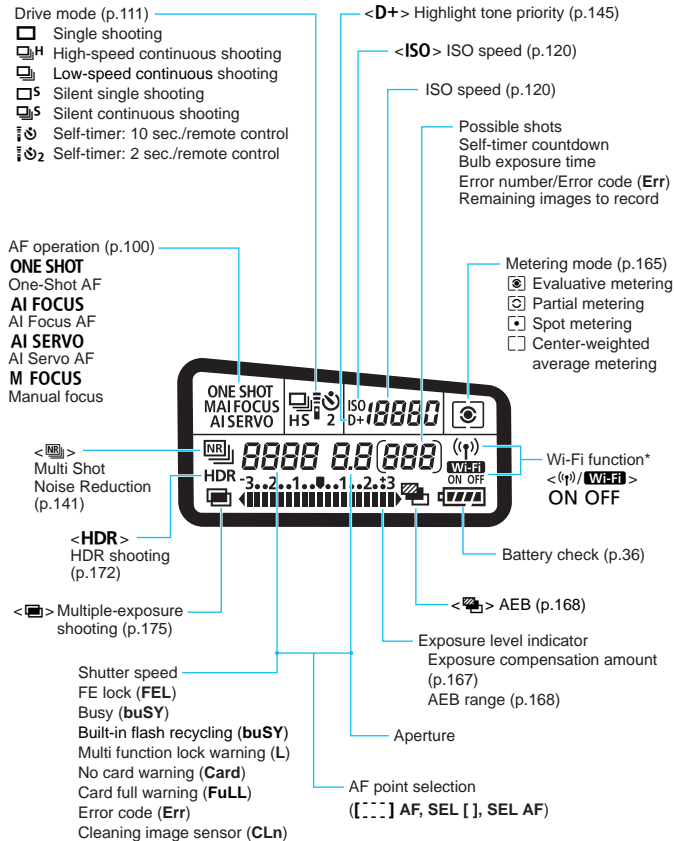 Drive mode (p.111)
Single shooting
H High-speed continuous shooting
Low-speed continuous shooting
S Silent single shooting
S Silent continuous shooting
Self-timer: 10 sec./remote control
2 Self-timer: 2 sec./remote control
<D+> Highlight tone priority (p.145)
<ISO> ISO speed (p.120)
ISO speed (p.120)
Possible shots
Self-timer countdown
Bulb exposure time
Error number/Error code (Err)
Remaining images to record
AF operation (p.100)
ONE SHOT
One-Shot AF
AI FOCUS
AI Focus AF
AI SERVO
AI Servo AF
M FOCUS
Manual focus
Metering mode (p.165)
Evaluative metering
Partial metering
Spot metering
Center-weighted
average metering
ONE SHOT
MAI FOCUS
AI SERVO
HS 2
ISO
D+
18880
NR
8888 8.8 (888)
Wi-Fi
ON OFF
HDR
-3..2..1..0..1..2.+3
<NR>
Multi Shot
Noise Reduction
(p.141)
Wi-Fi function*
<((ᵠ))/Wi-Fi>
ON OFF
<HDR>
HDR shooting
(p.172)
Battery check (p.36)
< > Multiple-exposure
shooting (p.175)
< > AEB (p.168)
Exposure level indicator
Exposure compensation amount
(p.167)
AEB range (p.168)
Shutter speed
FE lock (FEL)
Busy (buSY)
Built-in flash recycling (buSY)
Multi function lock warning (L)
No card warning (Card)
Card full warning (FuLL)
Error code (Err)
Cleaning image sensor (CLn)
Aperture
AF point selection
([---] AF, SEL [ ], SEL AF)